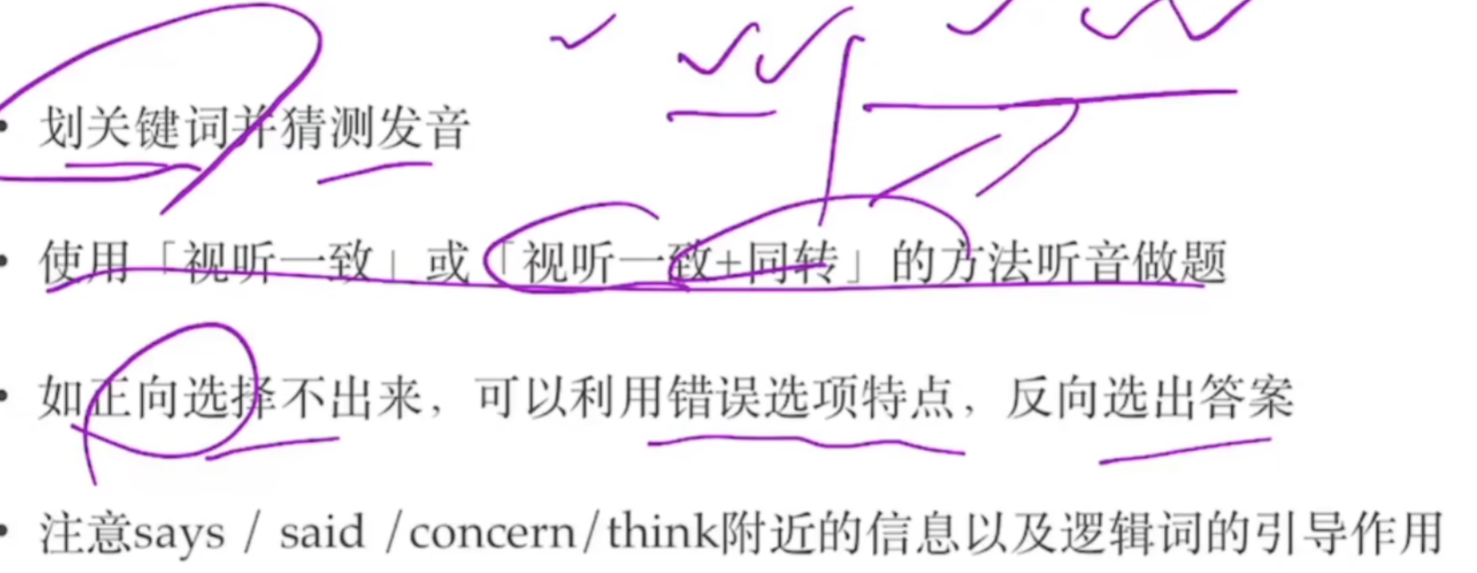 • 划关键词并猜测发音
• 使用「视听一致」或「视听一致+同转」的方法听音做题
• 如正向选择不出来，可以利用错误选项特点，反向选出答案
• 注意says / said /concern/think附近的信息以及逻辑词的引导作用